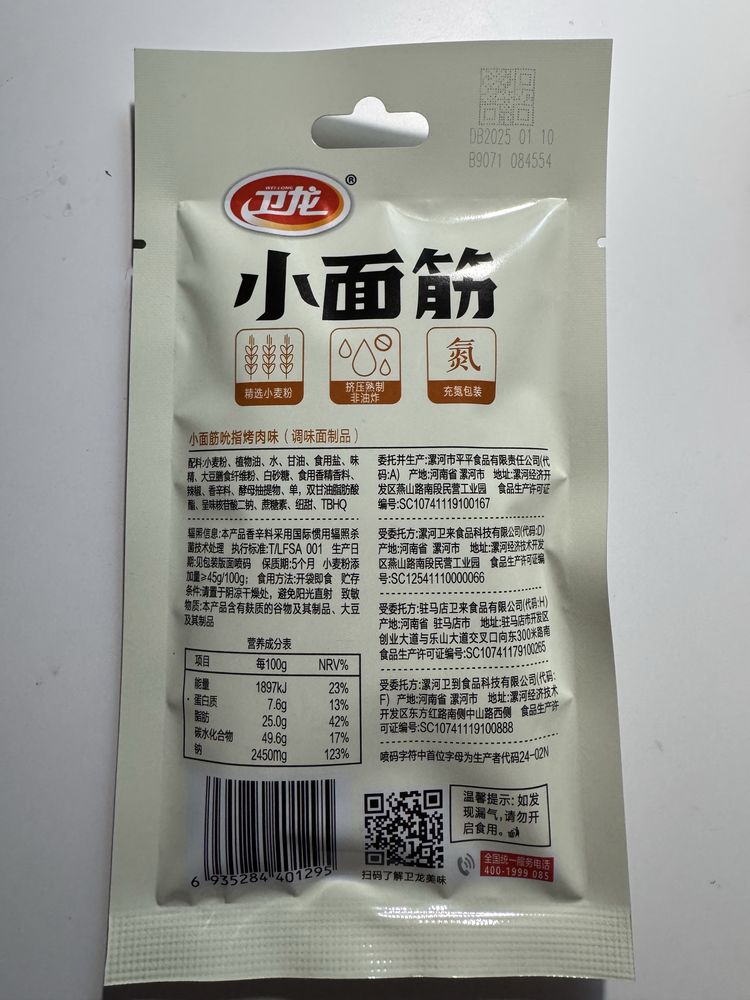 DB2025 01 10
B9071 084554
WEI LONG
卫龙®
小面筋
精选小麦粉
挤压熟制
非油炸
氮
充氮包装
小面筋吮指烤肉味(调味面制品)
配料:小麦粉、植物油、水、甘油、食用盐、味
精、大豆膳食纤维粉、白砂糖、食用香精香料、
辣椒、香辛料、酵母抽提物、单，双甘油脂肪酸
酯、呈味核苷酸二钠、蔗糖素、纽甜、TBHQ
辐照信息:本产品香辛料采用国际惯用辐照杀
菌技术处理 执行标准:T/LFSA 001 生产日
期:见包装版面喷码 保质期:5个月 小麦粉添
加量≥45g/100g; 食用方法:开袋即食 贮存
条件:请置于阴凉干燥处，避免阳光直射 致敏
物质:本产品含有麸质的谷物及其制品、大豆
及其制品
营养成分表
项目 每100g NRV%
能量 1897kJ 23%
蛋白质 7.6g 13%
脂肪 25.0g 42%
碳水化合物 49.6g 17%
钠 2450mg 123%
委托并生产:漯河市平平食品有限责任公司(代
码:A) 产地:河南省 漯河市 地址:漯河经济开
发区燕山路南段民营工业园 食品生产许可证
编号:SC10741119100167
受委托方:漯河卫来食品科技有限公司(代码:D)
产地:河南省 漯河市 地址:漯河经济技术开发
区燕山路南段民营工业园 食品生产许可证编
号:SC12541110000066
受委托方:驻马店卫来食品有限公司(代码:H)
产地:河南省 驻马店市 地址:驻马店市开发区
创业大道与乐山大道交叉口向东300米路南
食品生产许可证编号:SC10741179100265
受委托方:漯河卫到食品科技有限公司(代码:
F) 产地:河南省 漯河市 地址:漯河经济技术
开发区东方红路南侧中山路西侧 食品生产许
可证编号:SC10741119100888
喷码字符中首位字母为生产者代码24-02N
6 935284 401295
扫码了解卫龙美味
温馨提示: 如发
现漏气,请勿开
启食用。
全国统一服务电话
400-1999 085